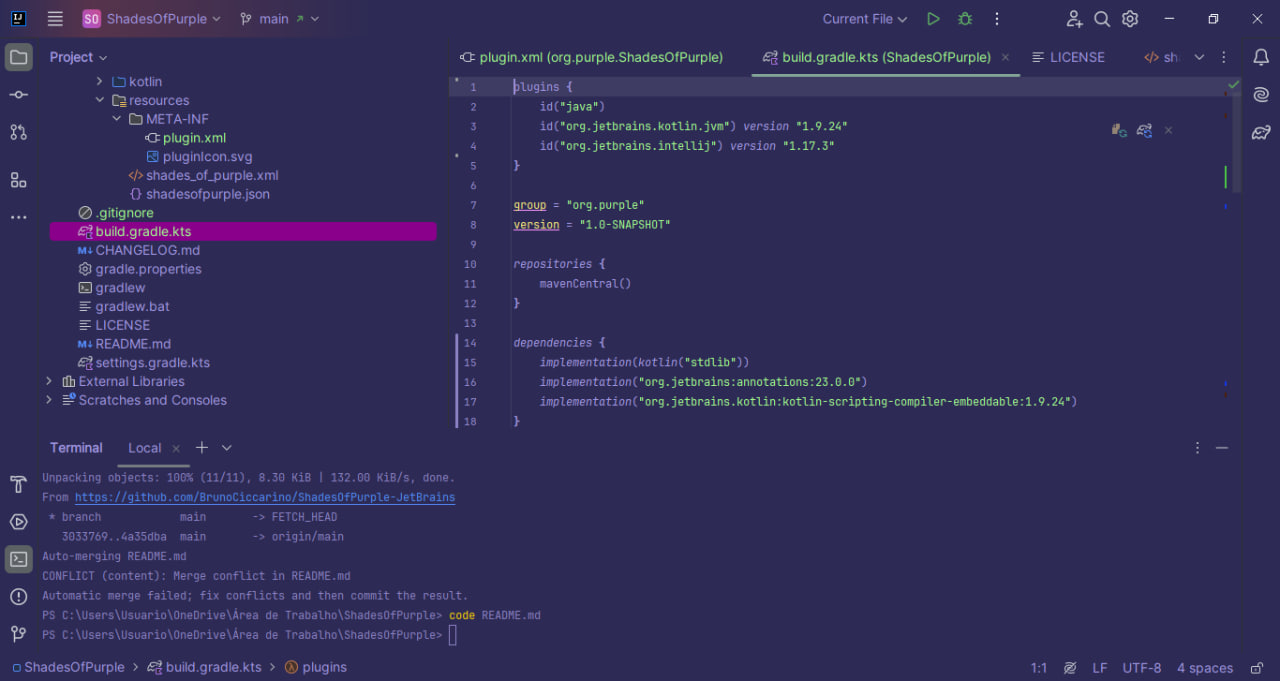 SO ShadesOfPurple main Current File
Project
kotlin
resources
META-INF
plugin.xml
pluginIcon.svg
shades_of_purple.xml
shadesofpurple.json
.gitignore
build.gradle.kts
CHANGELOG.md
gradle.properties
gradlew
gradlew.bat
LICENSE
README.md
settings.gradle.kts
External Libraries
Scratches and Consoles
plugin.xml (org.purple.ShadesOfPurple) build.gradle.kts (ShadesOfPurple) LICENSE sh
1 plugins {
2 id("java")
3 id("org.jetbrains.kotlin.jvm") version "1.9.24"
4 id("org.jetbrains.intellij") version "1.17.3"
5 }
6
7 group = "org.purple"
8 version = "1.0-SNAPSHOT"
9
10 repositories {
11 mavenCentral()
12 }
13
14 dependencies {
15 implementation(kotlin("stdlib"))
16 implementation("org.jetbrains:annotations:23.0.0")
17 implementation("org.jetbrains.kotlin:kotlin-scripting-compiler-embeddable:1.9.24")
18 }
Terminal Local
Unpacking objects: 100% (11/11), 8.30 KiB | 132.00 KiB/s, done.
From https://github.com/BrunoCiccarino/ShadesOfPurple-JetBrains
* branch main -> FETCH_HEAD
3033769..4a35dba main -> origin/main
Auto-merging README.md
CONFLICT (content): Merge conflict in README.md
Automatic merge failed; fix conflicts and then commit the result.
PS C:\Users\Usuario\OneDrive\Área de Trabalho\ShadesOfPurple> code README.md
PS C:\Users\Usuario\OneDrive\Área de Trabalho\ShadesOfPurple>
ShadesOfPurple > build.gradle.kts > plugins 1:1 LF UTF-8 4 spaces